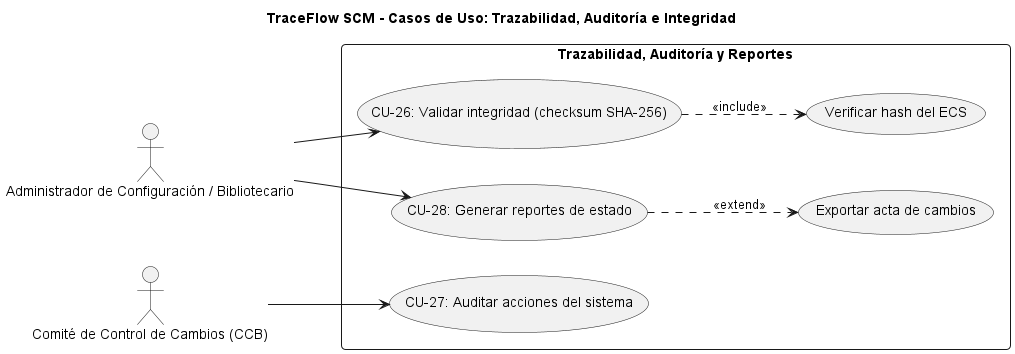 TraceFlow SCM - Casos de Uso: Trazabilidad, Auditoría e Integridad
Trazabilidad, Auditoría y Reportes
CU-26: Validar integridad (checksum SHA-256)
«include»
Verificar hash del ECS
Administrador de Configuración / Bibliotecario
CU-28: Generar reportes de estado
«extend»
Exportar acta de cambios
CU-27: Auditar acciones del sistema
Comité de Control de Cambios (CCB)